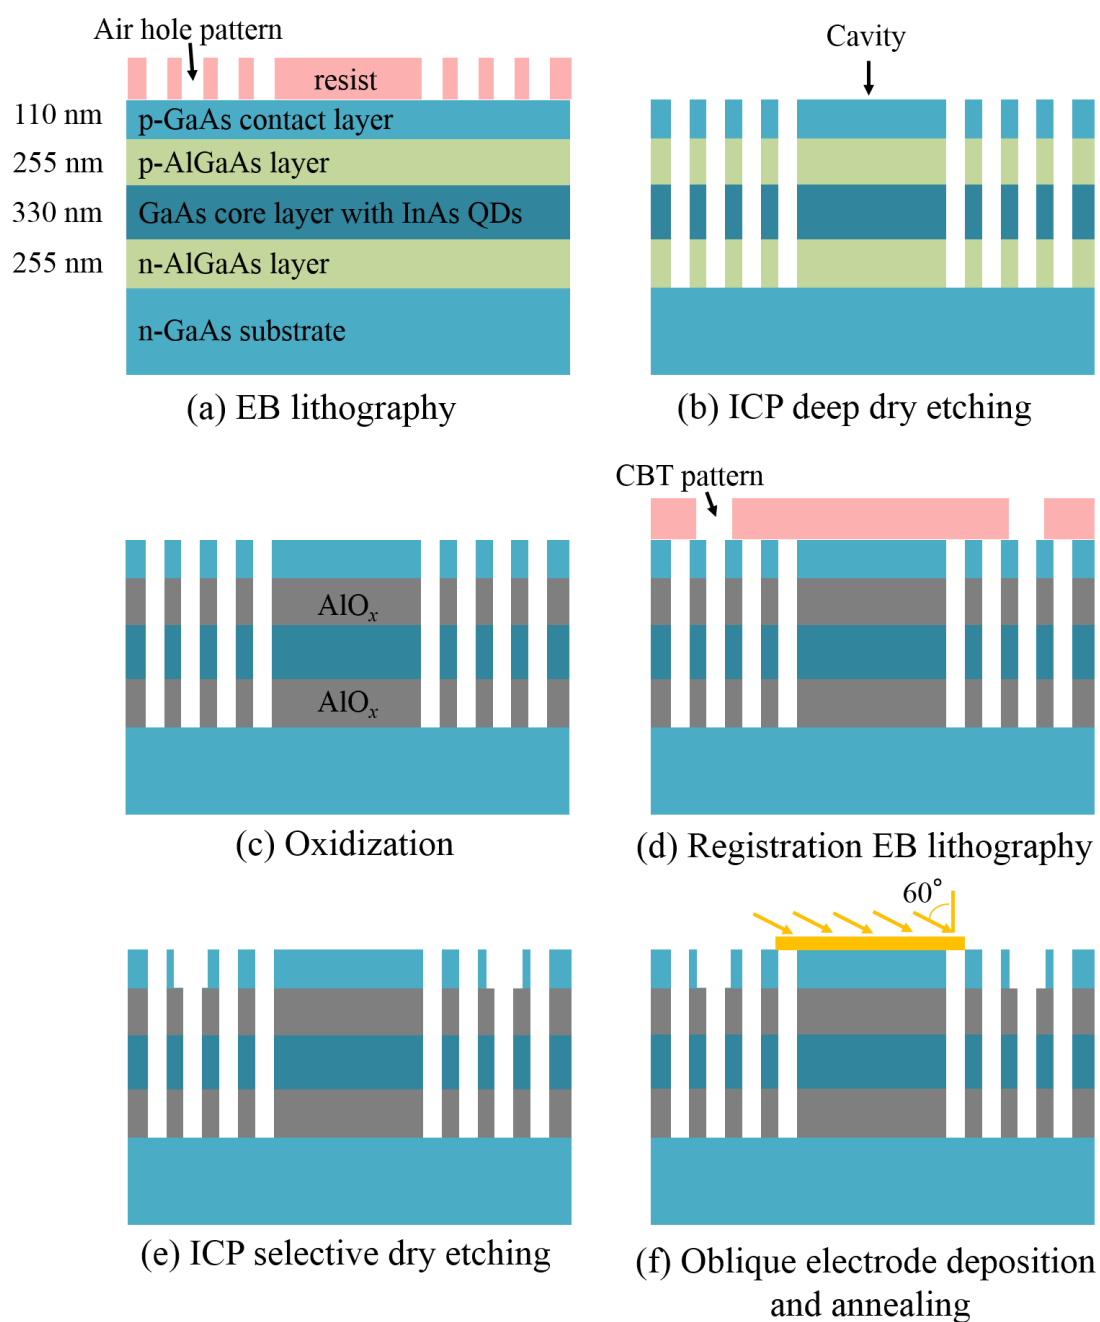 Air hole pattern
resist
110 nm
p-GaAs contact layer
255 nm
p-AlGaAs layer
330 nm
GaAs core layer with InAs QDs
255 nm
n-AlGaAs layer
n-GaAs substrate
(a) EB lithography
Cavity
(b) ICP deep dry etching
AlOₓ
AlOₓ
(c) Oxidization
CBT pattern
(d) Registration EB lithography
(e) ICP selective dry etching
60°
(f) Oblique electrode deposition
and annealing